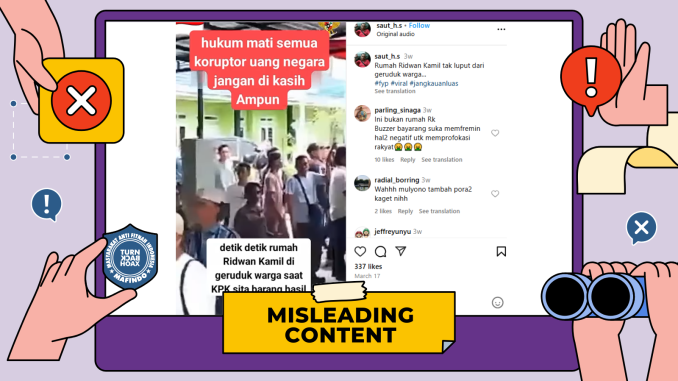 hukum mati semua
koruptor uang negara
jangan di kasih
Ampun
detik detik rumah
Ridwan Kamil di
geruduk warga saat
KPK sita barang hasil
saut_h.s • Follow
Original audio
saut_h.s 3w
Rumah Ridwan Kamil tak luput dari
geruduk warga...
#fyp #viral #jangkauanluas
See translation
parling_sinaga 3w
Ini bukan rumah Rk
Buzzer bayarang suka memfremin
hal2 negatif utk memprofokasi
rakyat😭😭😭
10 likes Reply See translation
radial_borring 3w
Wahhh mulyono tambah pora2
kaget nihh
2 likes Reply See translation
jeffreyunyu 3w
337 likes
March 17
MASYARAKAT ANTI FITNAH INDONESIA
TURN
BACK
HOAX
MAFINDO
MISLEADING
CONTENT